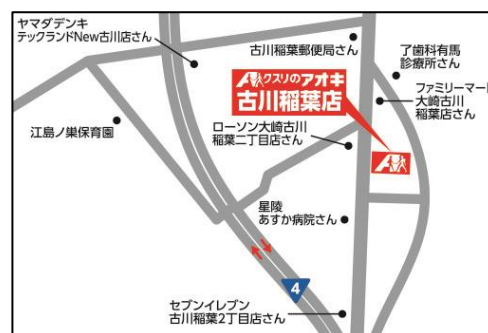 ヤマダデンキ
テックランドNew古川店さん
古川稲葉郵便局さん
了歯科有馬
診療所さん
クスリのアオキ
古川稲葉店
ファミリーマート
大崎古川
稲葉店さん
江島ノ巣保育園
ローソン大崎古川
稲葉二丁目店さん
星陵
あすか病院さん
4
セブンイレブン
古川稲葉2丁目店さん